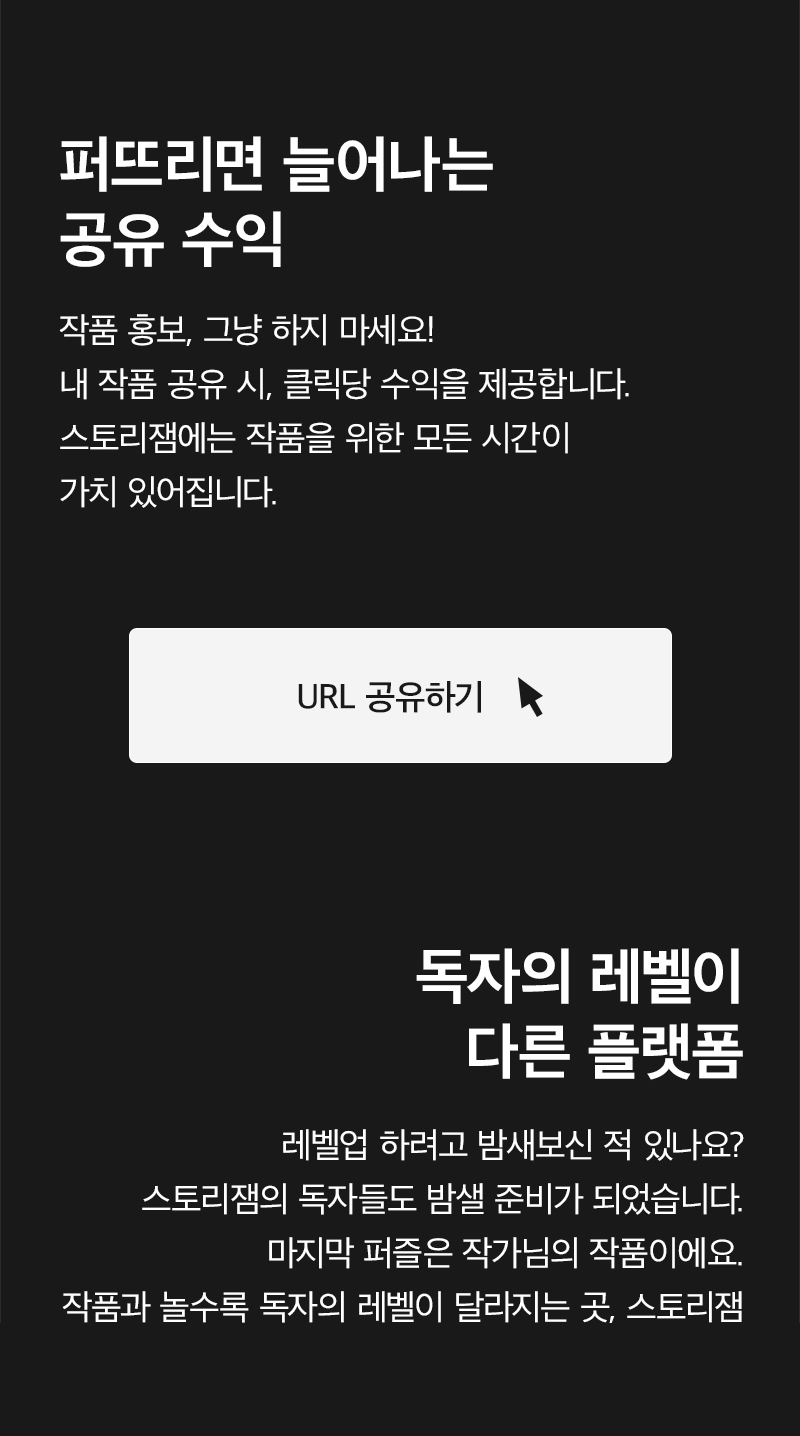 퍼뜨리면 늘어나는
공유 수익
작품 홍보, 그냥 하지 마세요!
내 작품 공유 시, 클릭당 수익을 제공합니다.
스토리잼에는 작품을 위한 모든 시간이
가치 있어집니다.
URL 공유하기
독자의 레벨이
다른 플랫폼
레벨업 하려고 밤새보신 적 있나요?
스토리잼의 독자들도 밤샐 준비가 되었습니다.
마지막 퍼즐은 작가님의 작품이에요.
작품과 놀수록 독자의 레벨이 달라지는 곳, 스토리잼